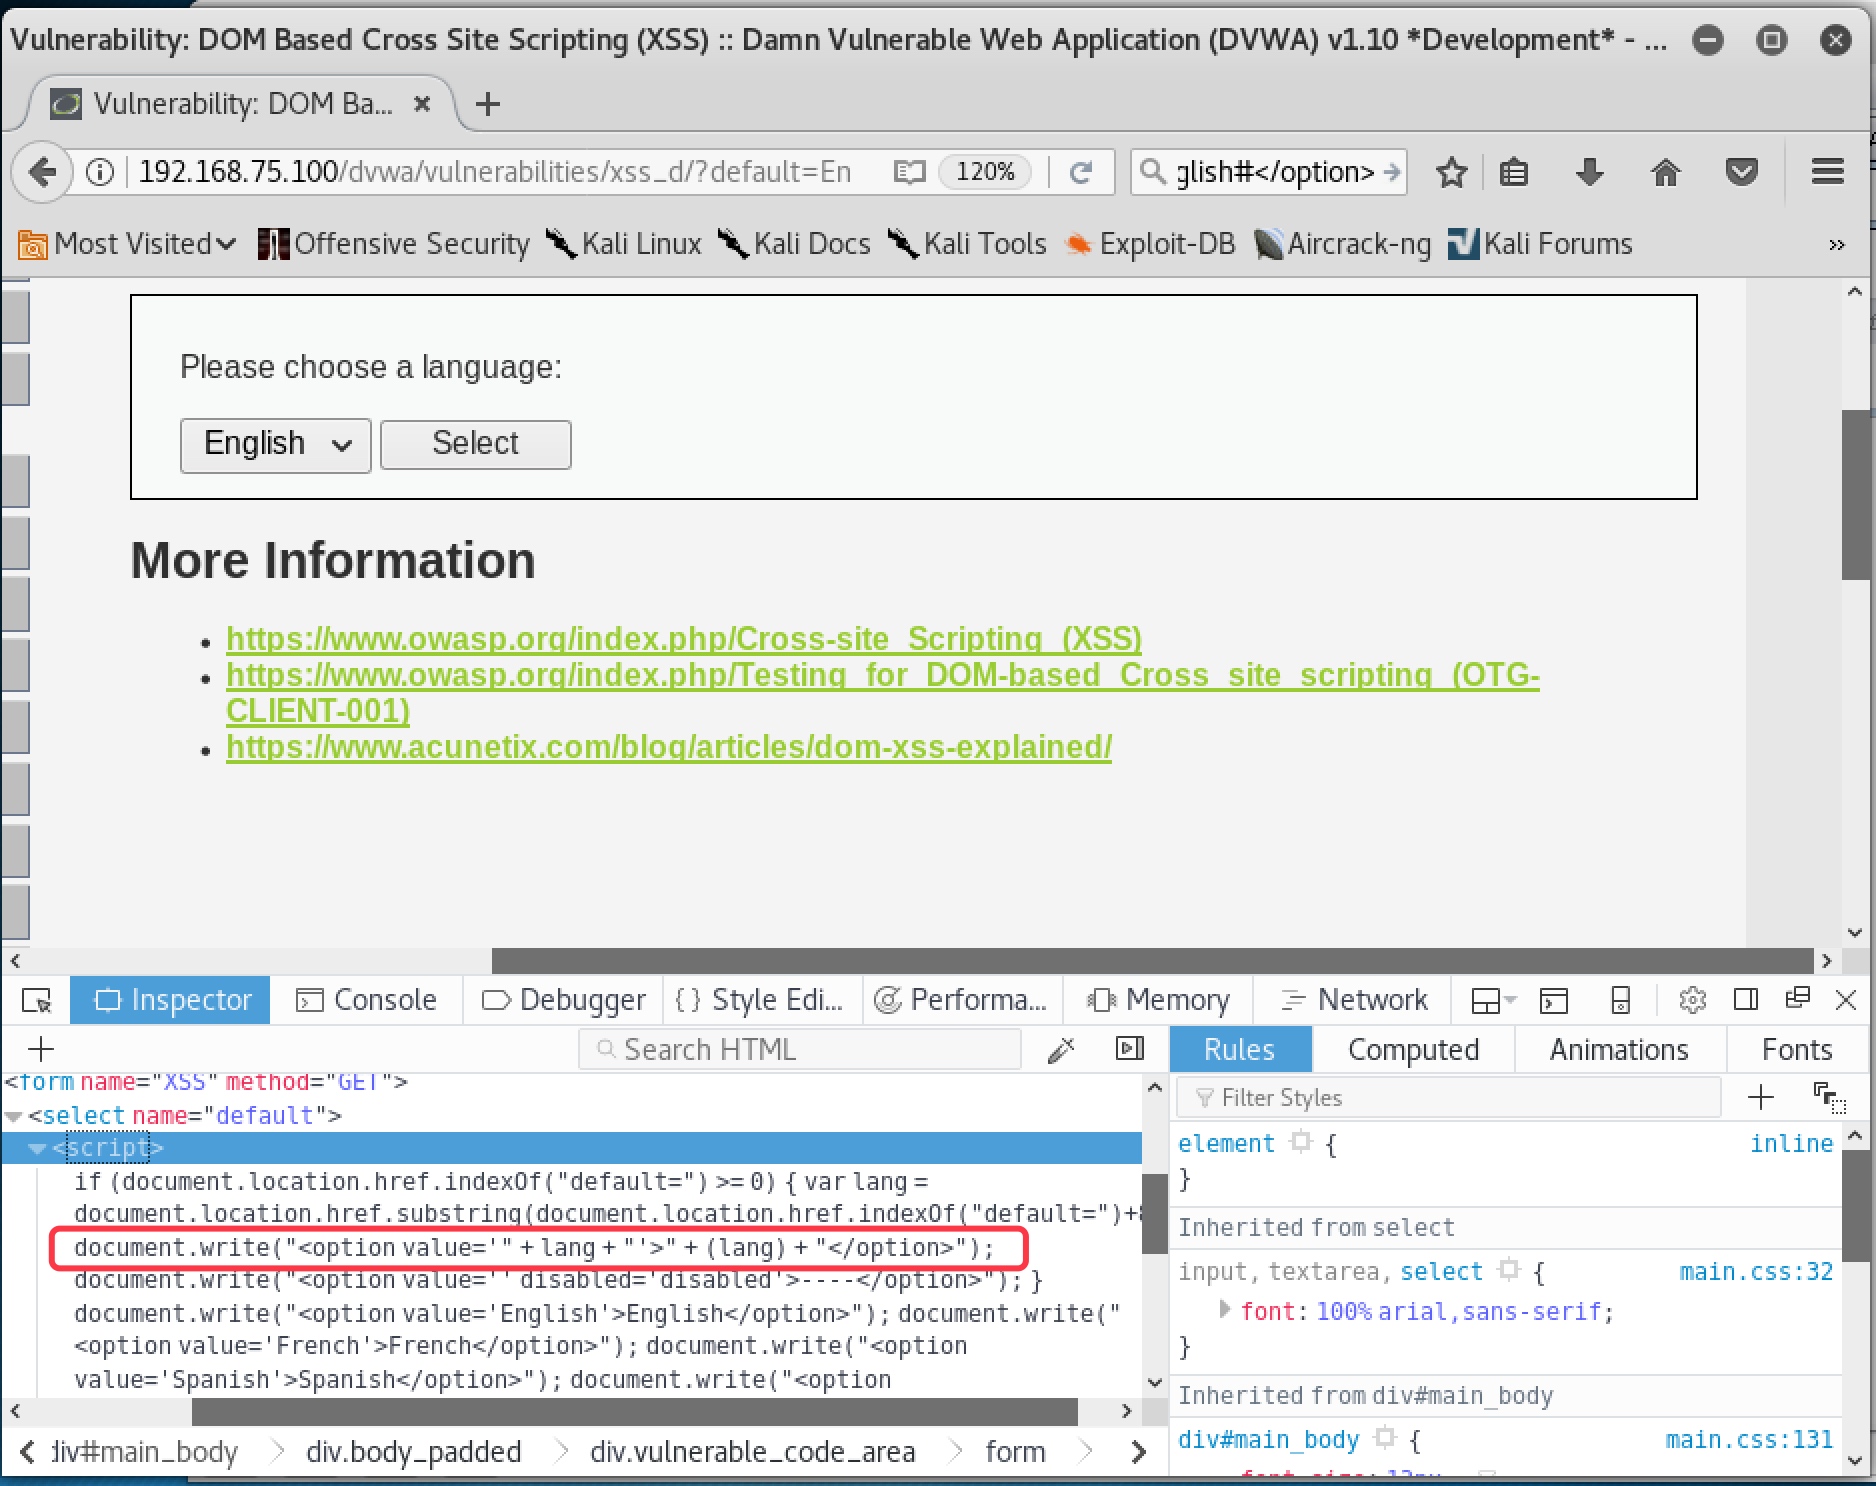 Vulnerability: DOM Based Cross Site Scripting (XSS) :: Damn Vulnerable Web Application (DVWA) v1.10 *Development* - ...
Vulnerability: DOM Ba...
192.168.75.100/dvwa/vulnerabilities/xss_d/?default=En
120%
glish#</option>
Most Visited
Offensive Security
Kali Linux
Kali Docs
Kali Tools
Exploit-DB
Aircrack-ng
Kali Forums
»
Please choose a language:
English
Select
More Information
https://www.owasp.org/index.php/Cross-site_Scripting_(XSS)
https://www.owasp.org/index.php/Testing_for_DOM-based_Cross_site_scripting_(OTG-
CLIENT-001)
https://www.acunetix.com/blog/articles/dom-xss-explained/
Inspector
Console
Debugger
{ } Style Edi...
Performa...
Memory
Network
Search HTML
<form name="XSS" method="GET">
<select name="default">
<script>
if (document.location.href.indexOf("default=") >= 0) { var lang =
document.location.href.substring(document.location.href.indexOf("default=")+8
document.write("<option value='" + lang + "'>" + (lang) + "</option>");
document.write("<option value='' disabled='disabled'>----</option>"); }
document.write("<option value='English'>English</option>"); document.write("
<option value='French'>French</option>"); document.write("<option
value='Spanish'>Spanish</option>"); document.write("<option
div#main_body
div.body_padded
div.vulnerable_code_area
form
Rules
Computed
Animations
Fonts
Filter Styles
element {
inline
}
Inherited from select
input, textarea, select {
main.css:32
font: 100% arial,sans-serif;
}
Inherited from div#main_body
div#main_body {
main.css:131